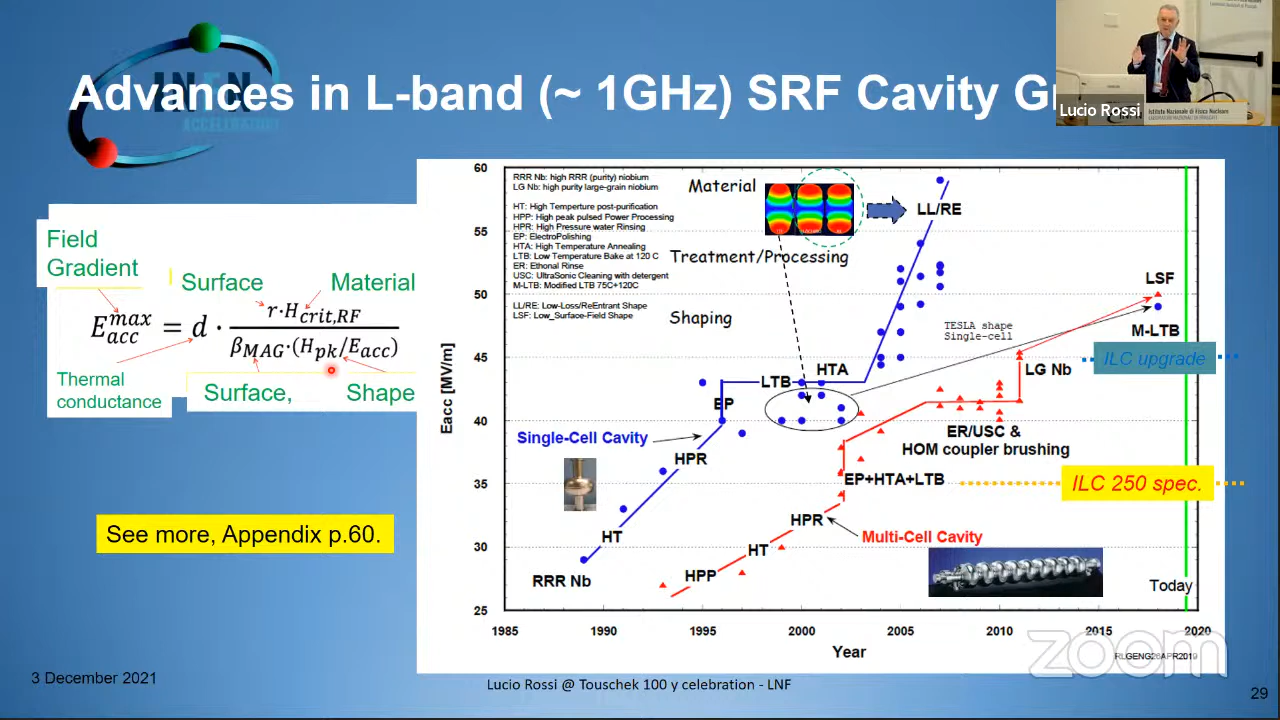 INFN
ACCELERATORI
Advances in L-band (~ 1GHz) SRF Cavity G
Lucio Rossi
Istituto Nazionale di Fisica Nucleare
Field
Gradient
Surface
Material
E_acc^max = d · r·H_crit,RF / β_MAG·(H_pk/E_acc)
Thermal
conductance
Surface,
Shape
See more, Appendix p.60.
RRR Nb: high RRR (purity) niobium
LG Nb: high purity large-grain niobium
HT: High Temperture post-purification
HPP: High peak pulsed Power Processing
HPR: High Pressure water Rinsing
EP: ElectroPolishing
HTA: High Temperature Annealing
LTB: Low Temperature Bake at 120 C
ER: Ethonal Rinse
USC: UltraSonic Cleaning with detergent
M-LTB: Modified LTB 75C+120C
LL/RE: Low-Loss/ReEntrant Shape
LSF: Low_Surface-Field Shape
Material
Treatment/Processing
Shaping
LL/RE
LSF
M-LTB
TESLA shape
Single-cell
ILC upgrade
HTA
LTB
LG Nb
EP
Single-Cell Cavity
HPR
ER/USC &
HOM coupler brushing
EP+HTA+LTB
ILC 250 spec.
HPR
HT
Multi-Cell Cavity
HT
RRR Nb
HPP
Today
Eacc [MV/m]
60
55
50
45
40
35
30
25
1985 1990 1995 2000 2005 2010 2015 2020
Year
RLGENG26APR2019
zoom
3 December 2021
Lucio Rossi @ Touschek 100 y celebration - LNF
29